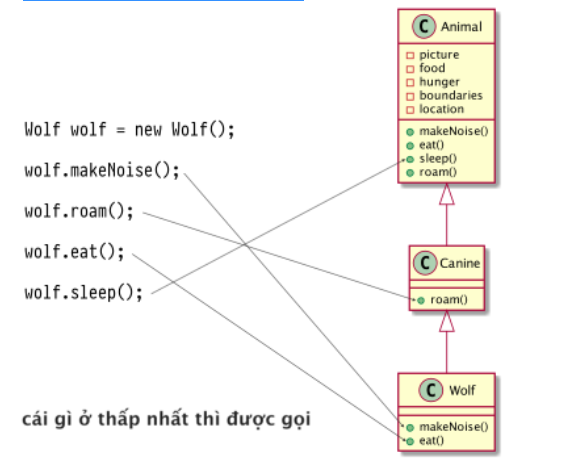 Wolf wolf = new Wolf();
wolf.makeNoise();
wolf.roam();
wolf.eat();
wolf.sleep();
cái gì ở thấp nhất thì được gọi
C Animal
picture
food
hunger
boundaries
location
makeNoise()
eat()
sleep()
roam()
C Canine
roam()
C Wolf
makeNoise()
eat()